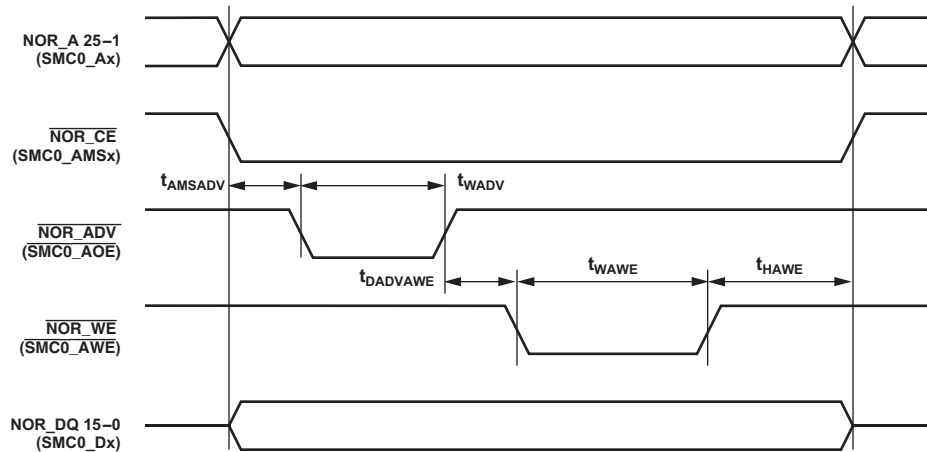 NOR_A 25–1
(SMC0_Ax)
NOR_CE
(SMC0_AMSx)
tAMSADV
tWADV
NOR_ADV
(SMC0_AOE)
tDADVAWE
tWAWE
tHAWE
NOR_WE
(SMC0_AWE)
NOR_DQ 15–0
(SMC0_Dx)